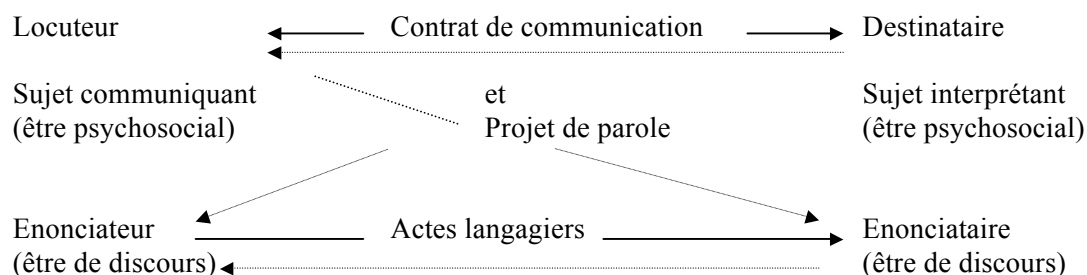 Locuteur Contrat de communication Destinataire
Sujet communiquant et Sujet interprétant
(être psychosocial) Projet de parole (être psychosocial)
Enonciateur Actes langagiers Enonciataire
(être de discours) (être de discours)